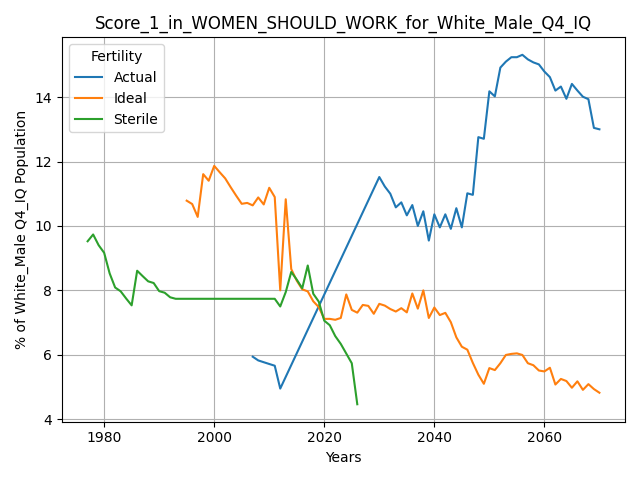 Score_1_in_WOMEN_SHOULD_WORK_for_White_Male_Q4_IQ
Fertility
Actual
Ideal
Sterile
% of White_Male Q4_IQ Population
14
12
10
8
6
4
1980
2000
2020
2040
2060
Years